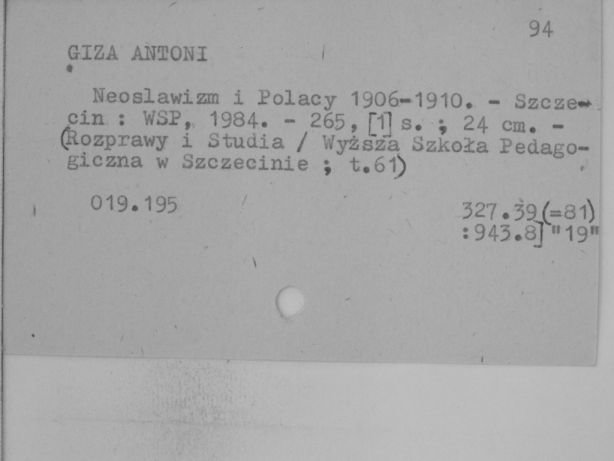 94
GIZA ANTONI
Neoslawizm i Polacy 1906-1910. - Szcze-
cin : WSP, 1984. - 265, [1] s. ; 24 cm. -
(Rozprawy i Studia / Wyższa Szkoła Pedago-
giczna w Szczecinie ; t.61)
019.195
327.39(=81)
:943.8] "19"